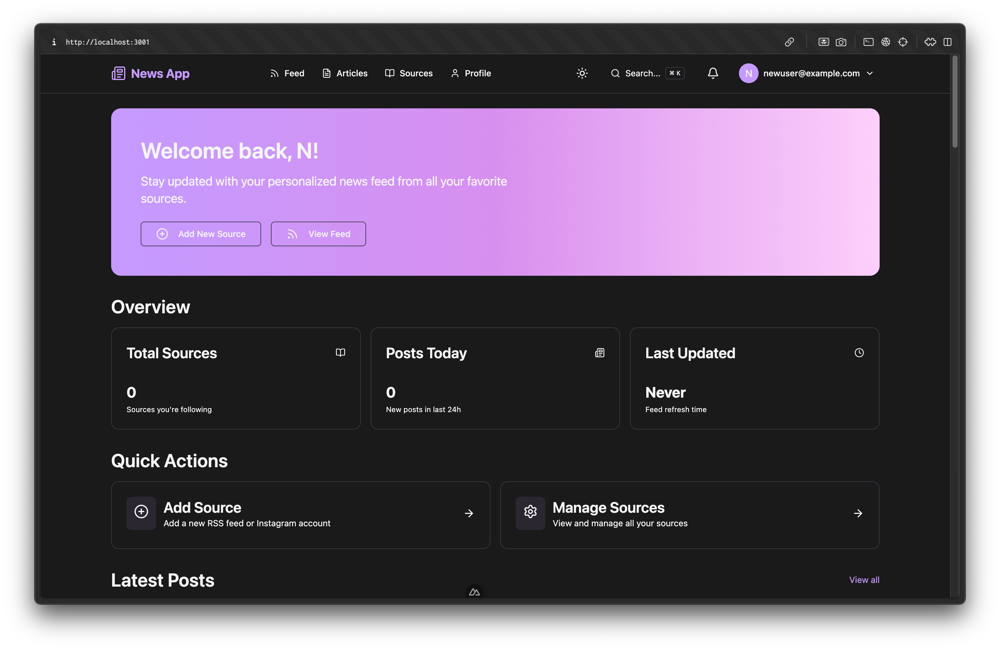 http://localhost:3001
News App
Feed
Articles
Sources
Profile
Search...
⌘ K
N
newuser@example.com
Welcome back, N!
Stay updated with your personalized news feed from all your favorite
sources.
Add New Source
View Feed
Overview
Total Sources
0
Sources you're following
Posts Today
0
New posts in last 24h
Last Updated
Never
Feed refresh time
Quick Actions
Add Source
Add a new RSS feed or Instagram account
Manage Sources
View and manage all your sources
Latest Posts
View all